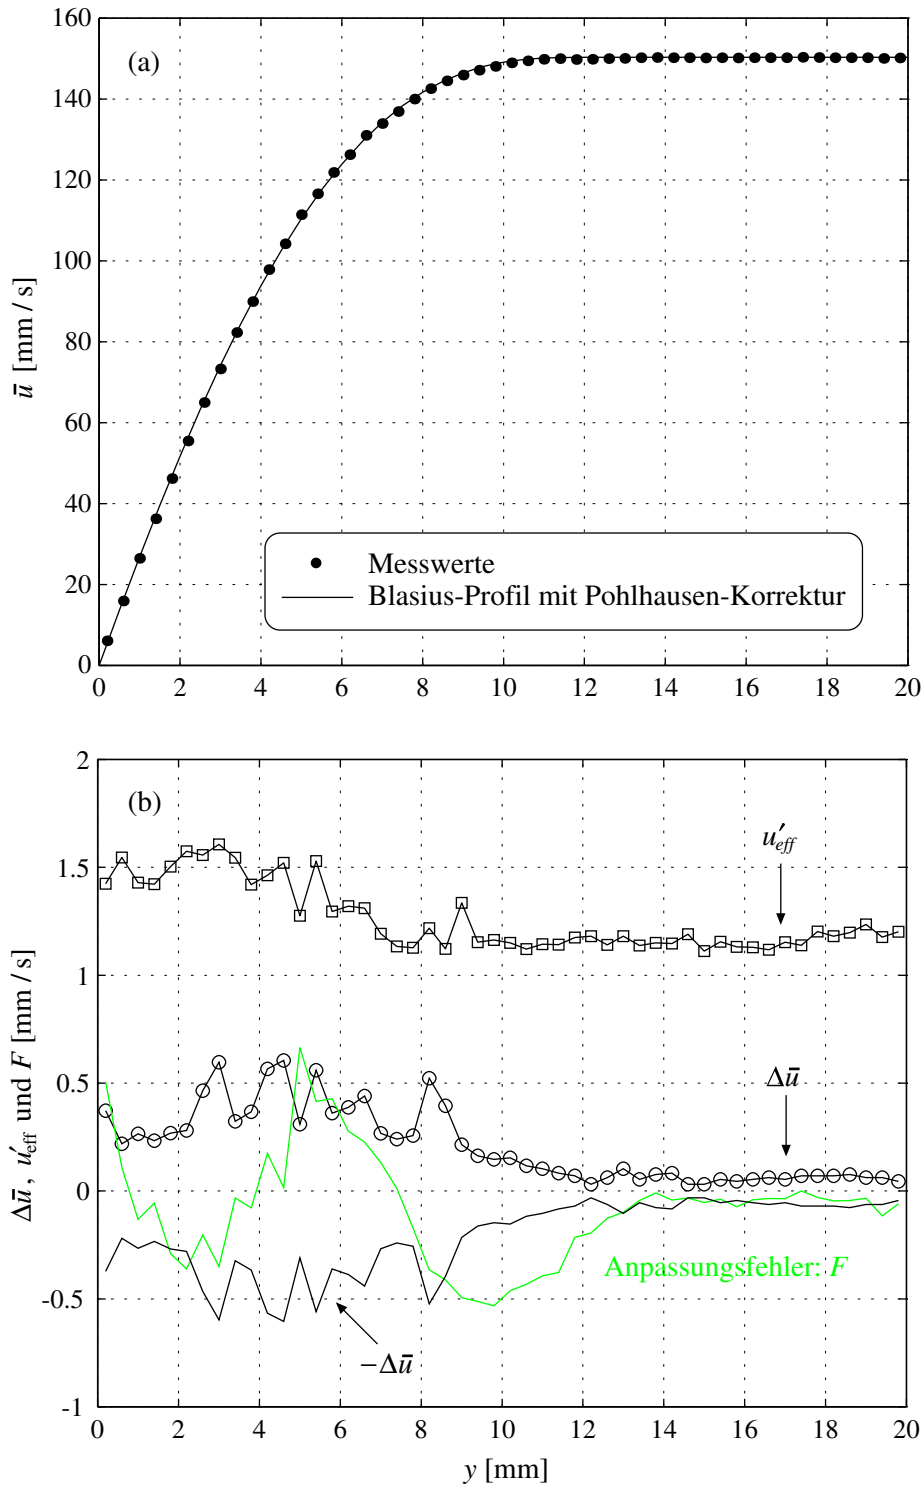 160
140
120
100
80
60
40
20
0
ū [mm / s]
(a)
Messwerte
Blasius-Profil mit Pohlhausen-Korrektur
0 2 4 6 8 10 12 14 16 18 20
2
1.5
1
0.5
0
-0.5
-1
Δū , u′eff und F [mm / s]
(b)
u′eff
Δū
Anpassungsfehler: F
−Δū
0 2 4 6 8 10 12 14 16 18 20
y [mm]